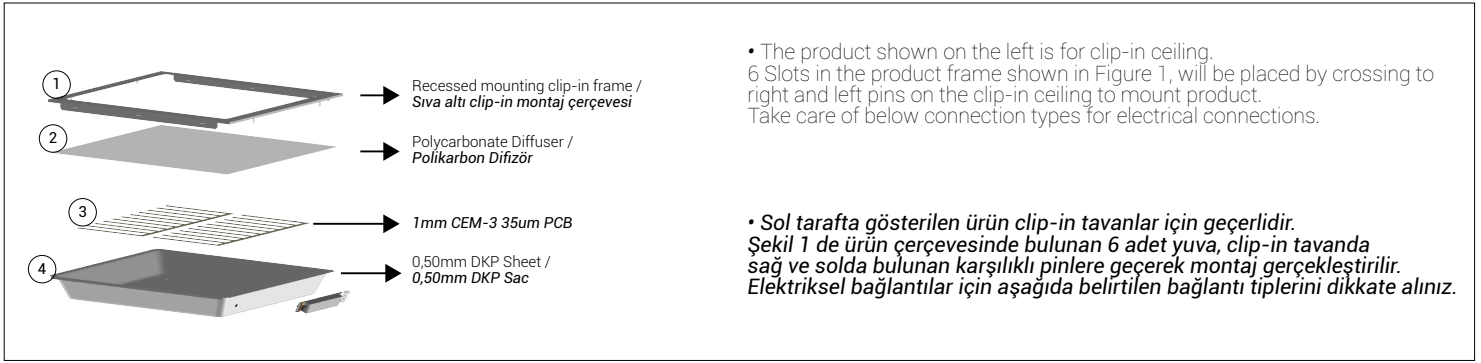 1
Recessed mounting clip-in frame /
Sıva altı clip-in montaj çerçevesi
2
Polycarbonate Diffuser /
Polikarbon Difizör
3
1mm CEM-3 35um PCB
4
0,50mm DKP Sheet /
0,50mm DKP Sac
• The product shown on the left is for clip-in ceiling.
6 Slots in the product frame shown in Figure 1, will be placed by crossing to
right and left pins on the clip-in ceiling to mount product.
Take care of below connection types for electrical connections.
• Sol tarafta gösterilen ürün clip-in tavanlar için geçerlidir.
Şekil 1 de ürün çerçevesinde bulunan 6 adet yuva, clip-in tavanda
sağ ve solda bulunan karşılıklı pinlere geçerek montaj gerçekleştirilir.
Elektriksel bağlantılar için aşağıda belirtilen bağlantı tiplerini dikkate alınız.